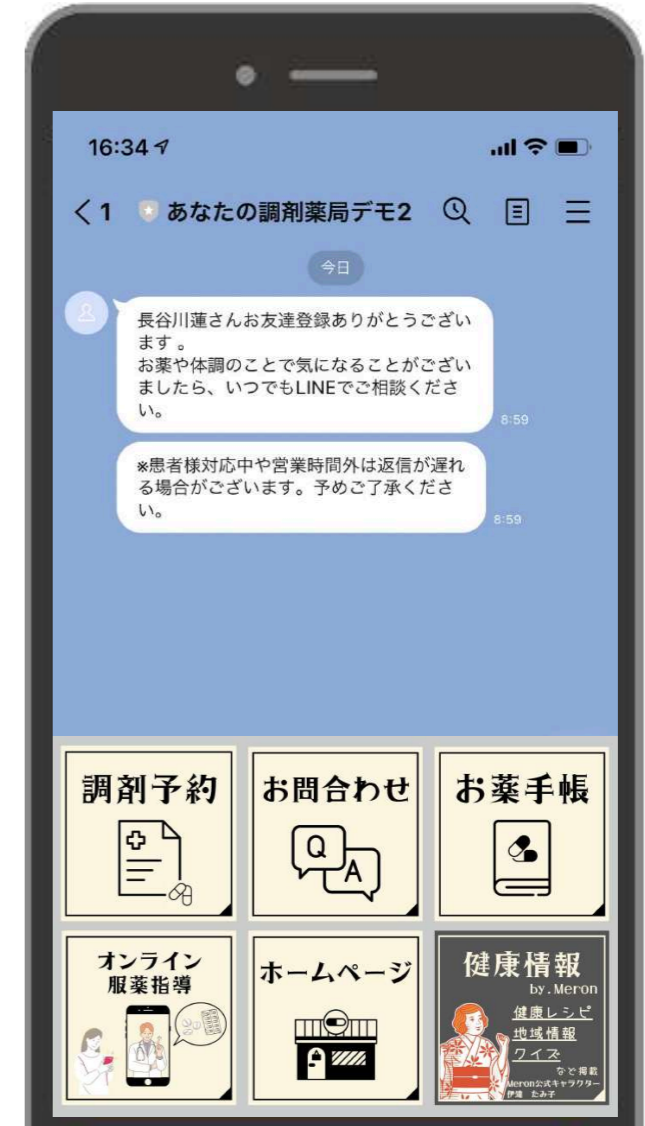 16:34
1 あなたの調剤薬局デモ2
今日
長谷川蓮さんお友達登録ありがとうござい
ます。
お薬や体調のことで気になることがござい
ましたら、いつでもLINEでご相談くださ
い。
8:59
※患者様対応中や営業時間外は返信が遅れ
る場合がございます。予めご了承くださ
い。
8:59
調剤予約
お問合わせ
Q
A
お薬手帳
オンライン
服薬指導
ホームページ
健康情報
by.Meron
健康レシピ
地域情報
クイズ
など掲載
Meron公式キャラクター
たみ子